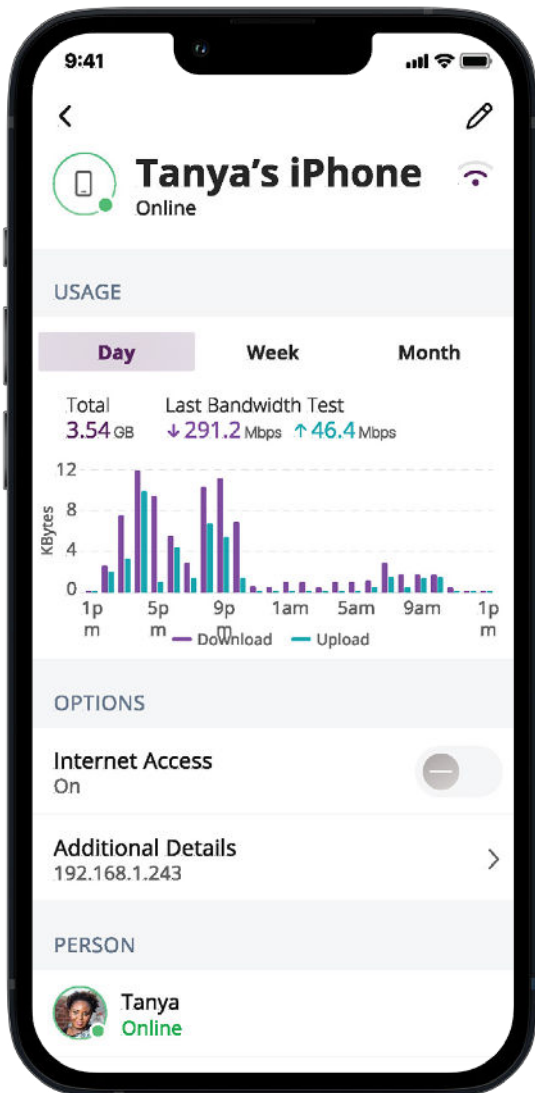 9:41
Tanya's iPhone
Online
USAGE
Day Week Month
Total Last Bandwidth Test
3.54 GB ↓291.2 Mbps ↑46.4 Mbps
12
8
4
0
KBytes
1p 5p 9p 1am 5am 9am 1p
m m m m
Download Upload
OPTIONS
Internet Access
On
Additional Details
192.168.1.243
PERSON
Tanya
Online